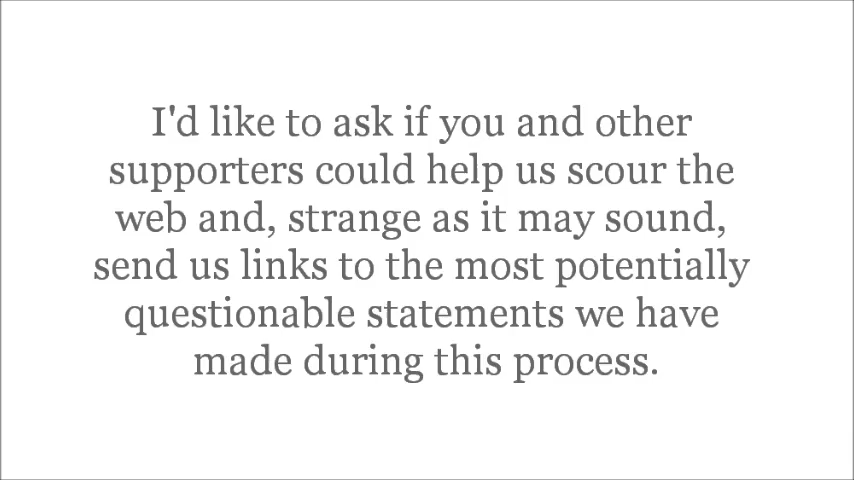 I'd like to ask if you and other
supporters could help us scour the
web and, strange as it may sound,
send us links to the most potentially
questionable statements we have
made during this process.